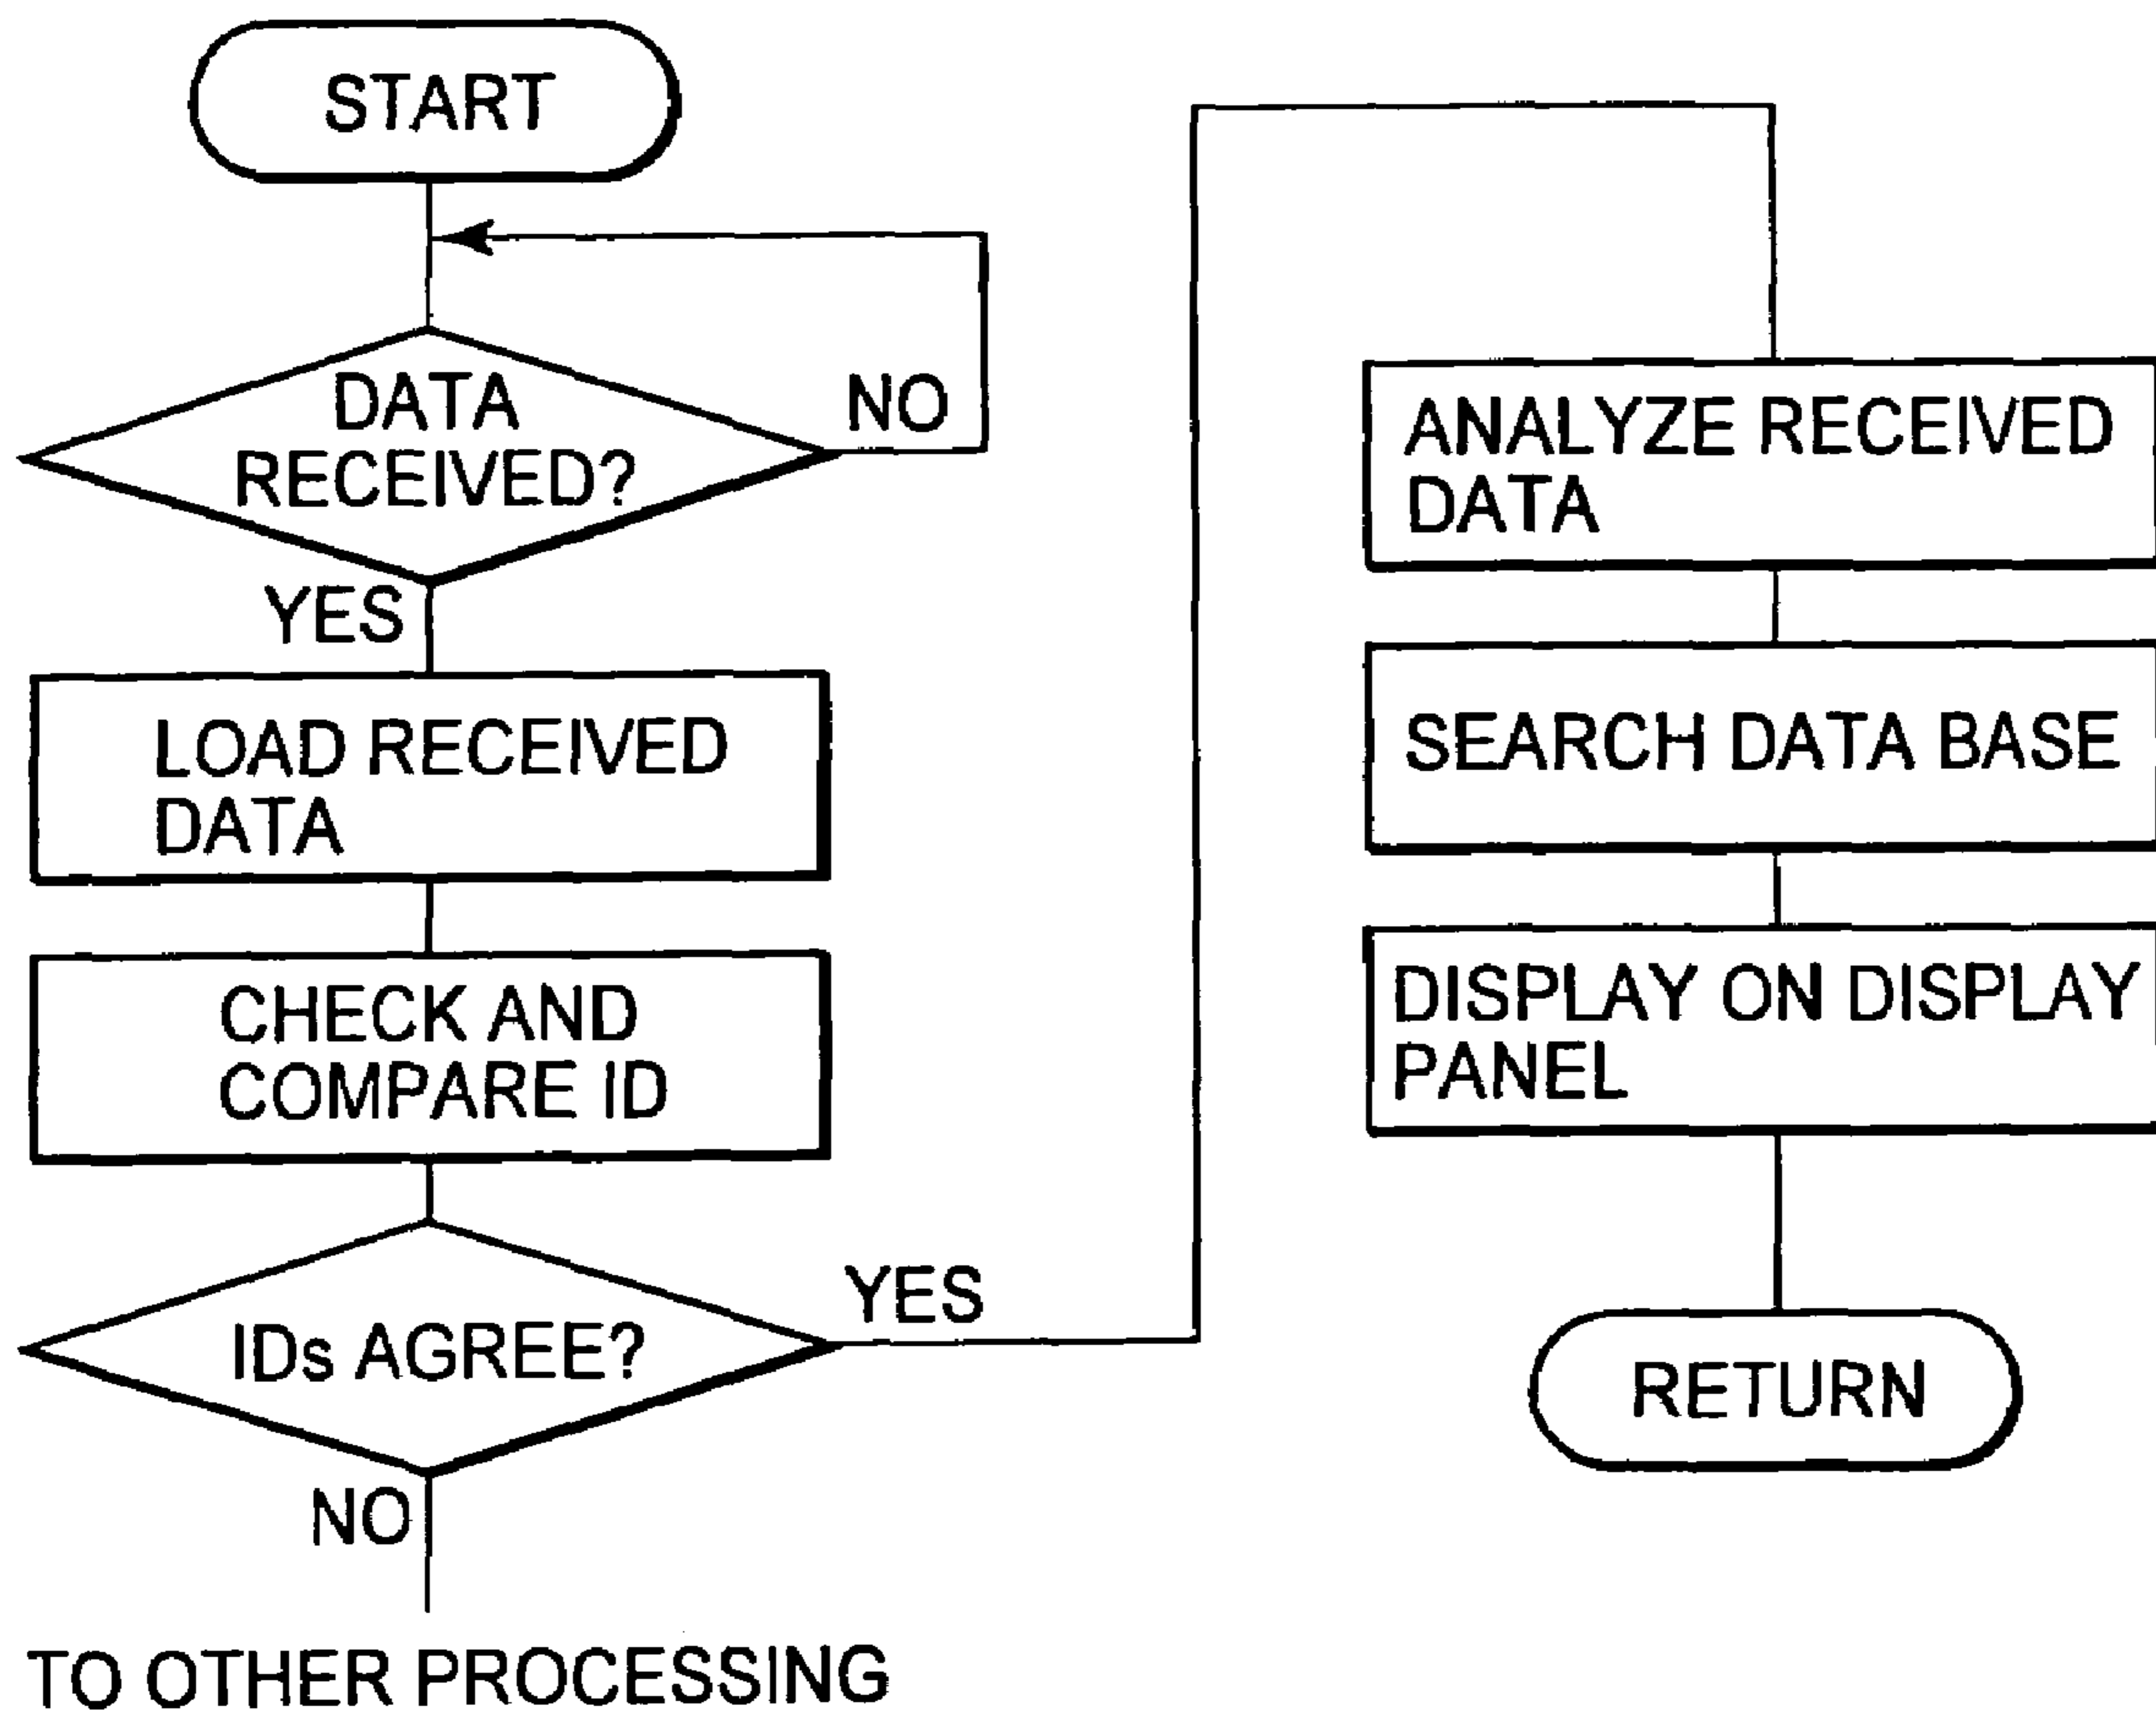 START
DATA
RECEIVED?
NO
YES
LOAD RECEIVED
DATA
CHECK AND
COMPARE ID
IDs AGREE?
YES
NO
TO OTHER PROCESSING
ANALYZE RECEIVED
DATA
SEARCH DATA BASE
DISPLAY ON DISPLAY
PANEL
RETURN